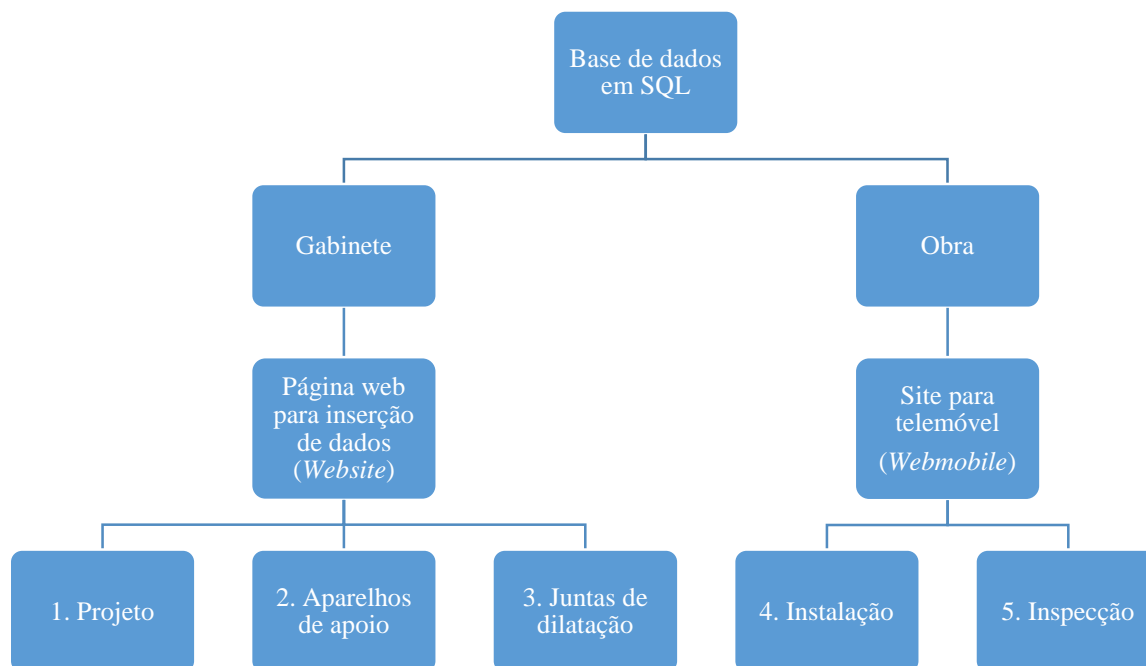 Base de dados
em SQL
Gabinete
Obra
Página web
para inserção
de dados
(Website)
Site para
telemóvel
(Webmobile)
1. Projeto
2. Aparelhos
de apoio
3. Juntas de
dilatação
4. Instalação
5. Inspecção